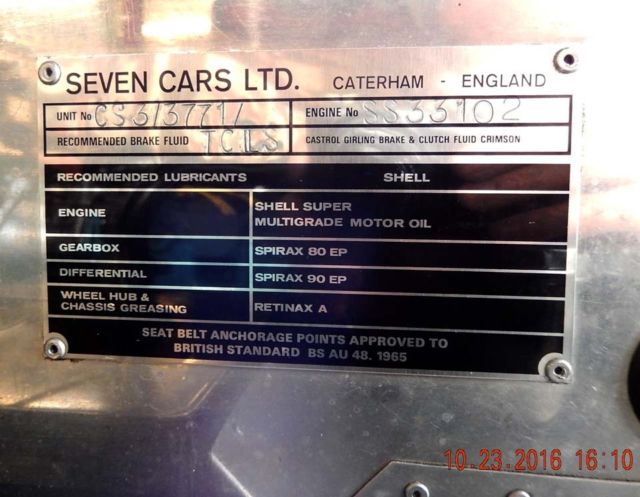 SEVEN CARS LTD. CATERHAM - ENGLAND
UNIT No CS3/3771/ ENGINE No SS33102
RECOMMENDED BRAKE FLUID TCLS CASTROL GIRLING BRAKE & CLUTCH FLUID CRIMSON
RECOMMENDED LUBRICANTS SHELL
ENGINE SHELL SUPER
MULTIGRADE MOTOR OIL
GEARBOX SPIRAX 80 EP
DIFFERENTIAL SPIRAX 90 EP
WHEEL HUB &
CHASSIS GREASING RETINAX A
SEAT BELT ANCHORAGE POINTS APPROVED TO
BRITISH STANDARD BS AU 48. 1965
10.23.2016 16:10